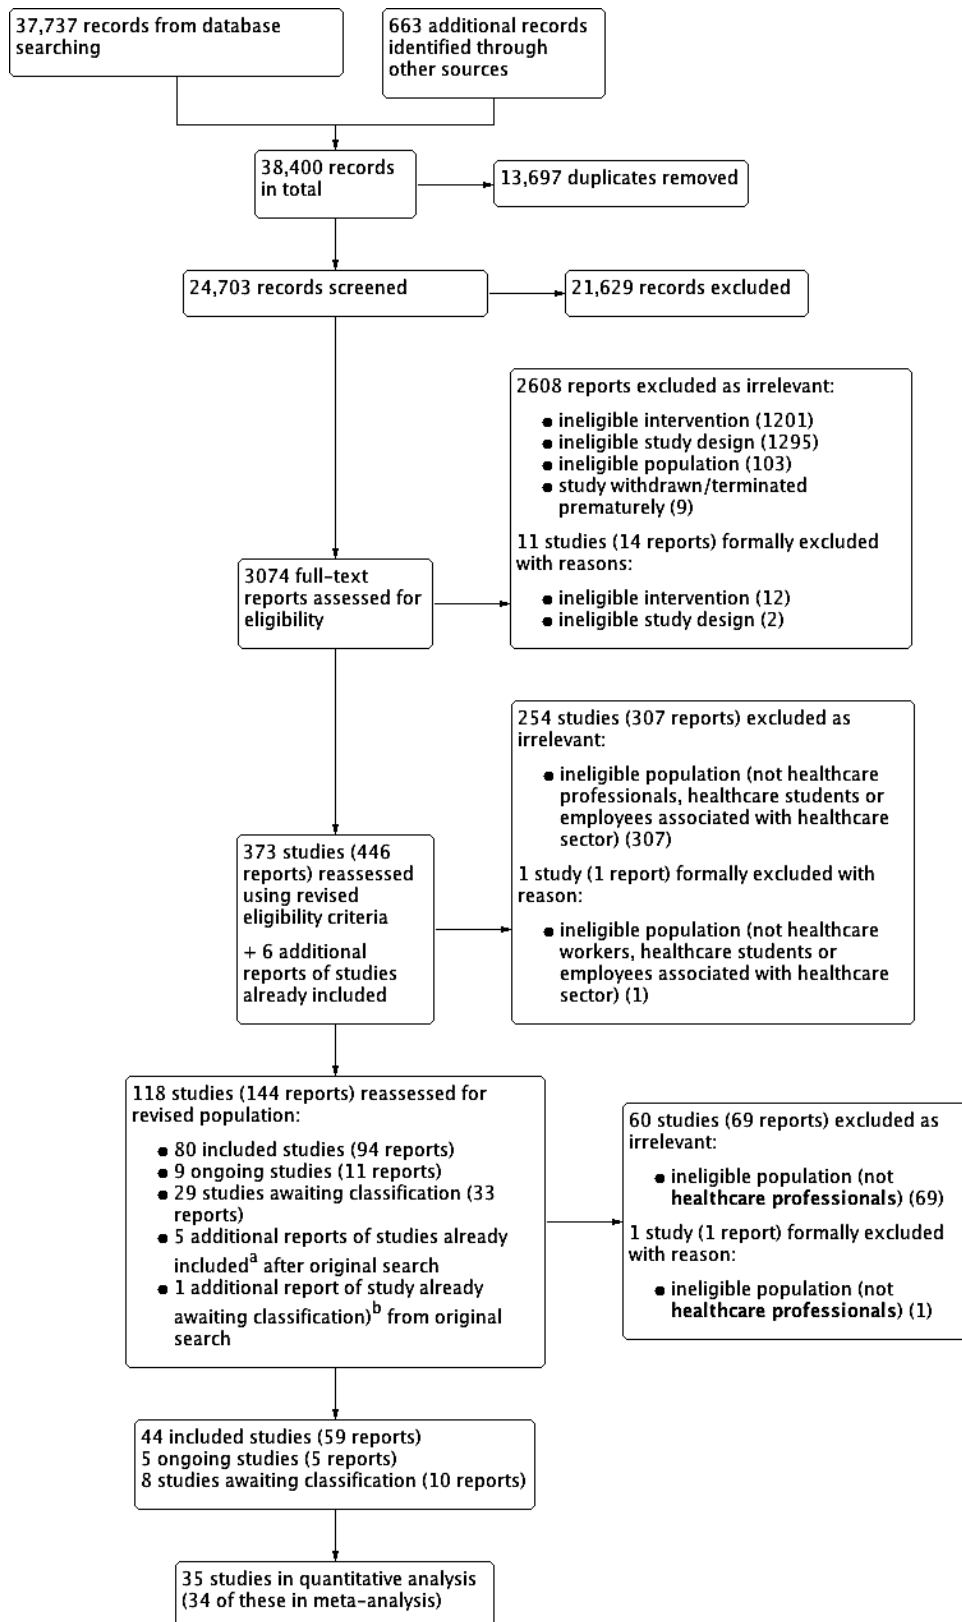 37,737 records from database
searching
663 additional records
identified through
other sources
38,400 records
in total
13,697 duplicates removed
24,703 records screened
21,629 records excluded
2608 reports excluded as irrelevant:
● ineligible intervention (1201)
● ineligible study design (1295)
● ineligible population (103)
● study withdrawn/terminated
prematurely (9)
11 studies (14 reports) formally excluded
with reasons:
● ineligible intervention (12)
● ineligible study design (2)
3074 full-text
reports assessed for
eligibility
254 studies (307 reports) excluded as
irrelevant:
● ineligible population (not healthcare
professionals, healthcare students or
employees associated with healthcare
sector) (307)
1 study (1 report) formally excluded with
reason:
● ineligible population (not healthcare
workers, healthcare students or
employees associated with healthcare
sector) (1)
373 studies (446
reports) reassessed
using revised
eligibility criteria
+ 6 additional
reports of studies
already included
118 studies (144 reports) reassessed for
revised population:
● 80 included studies (94 reports)
● 9 ongoing studies (11 reports)
● 29 studies awaiting classification (33
reports)
● 5 additional reports of studies already
included^a after original search
● 1 additional report of study already
awaiting classification)^b from original
search
60 studies (69 reports) excluded as
irrelevant:
● ineligible population (not
healthcare professionals) (69)
1 study (1 report) formally excluded
with reason:
● ineligible population (not
healthcare professionals) (1)
44 included studies (59 reports)
5 ongoing studies (5 reports)
8 studies awaiting classification (10 reports)
35 studies in quantitative analysis
(34 of these in meta-analysis)